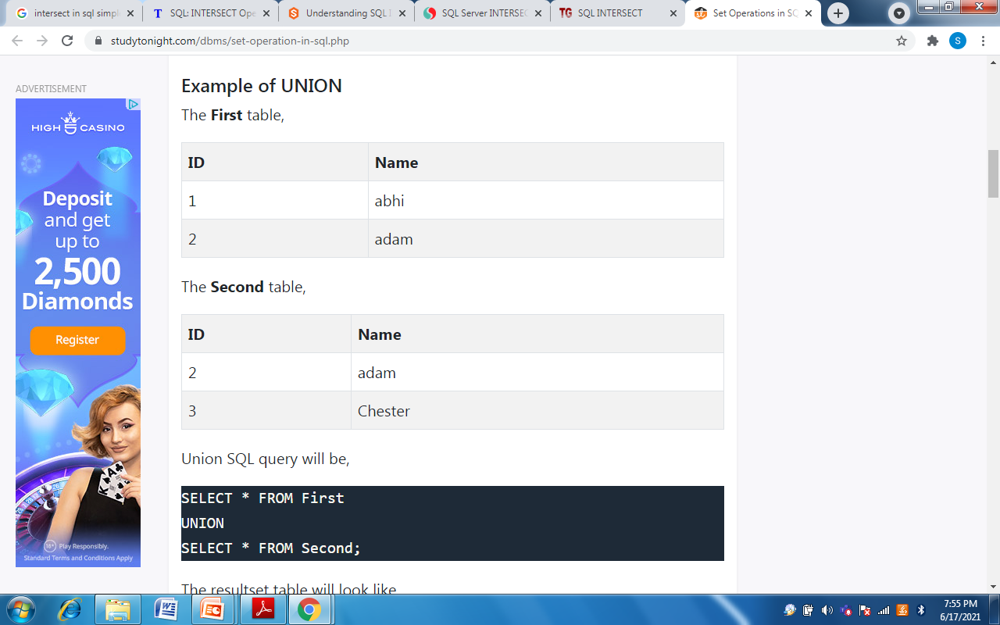 intersect in sql simpl
SQL: INTERSECT Ope
Understanding SQL I
SQL Server INTERSEC
TG SQL INTERSECT
Set Operations in SQ
studytonight.com/dbms/set-operation-in-sql.php
S
ADVERTISEMENT
HIGH 5 CASINO
Deposit
and get
up to
2,500
Diamonds
Register
18+ Play Responsibly.
Standard Terms and Conditions Apply
Example of UNION
The First table,
ID Name
1 abhi
2 adam
The Second table,
ID Name
2 adam
3 Chester
Union SQL query will be,
SELECT * FROM First
UNION
SELECT * FROM Second;
The resultset table will look like
7:55 PM
6/17/2021